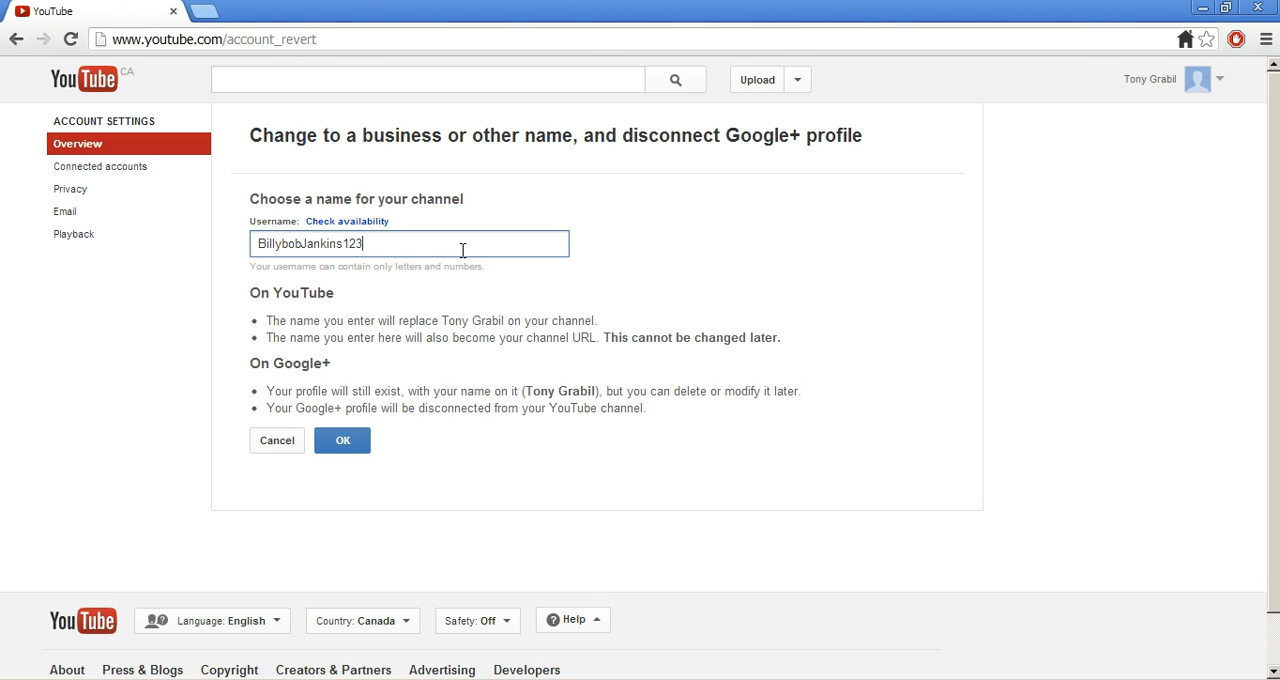 YouTube
www.youtube.com/account_revert
YouTube CA
Upload
Tony Grabil
ACCOUNT SETTINGS
Overview
Connected accounts
Privacy
Email
Playback
Change to a business or other name, and disconnect Google+ profile
Choose a name for your channel
Username: Check availability
BillybobJankins123
Your username can contain only letters and numbers.
On YouTube
• The name you enter will replace Tony Grabil on your channel.
• The name you enter here will also become your channel URL. This cannot be changed later.
On Google+
• Your profile will still exist, with your name on it (Tony Grabil), but you can delete or modify it later.
• Your Google+ profile will be disconnected from your YouTube channel.
Cancel OK
YouTube Language: English Country: Canada Safety: Off Help
About Press & Blogs Copyright Creators & Partners Advertising Developers